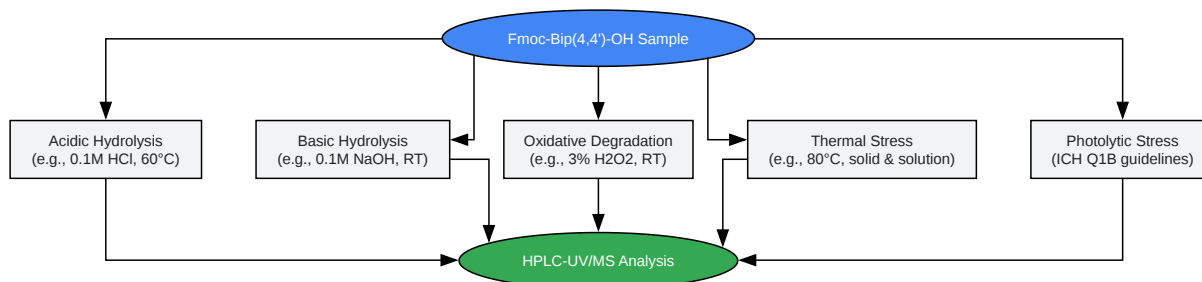 Fmoc-Bip(4,4')-OH Sample
Acidic Hydrolysis
(e.g., 0.1M HCl, 60°C)
Basic Hydrolysis
(e.g., 0.1M NaOH, RT)
Oxidative Degradation
(e.g., 3% H2O2, RT)
Thermal Stress
(e.g., 80°C, solid & solution)
Photolytic Stress
(ICH Q1B guidelines)
HPLC-UV/MS Analysis